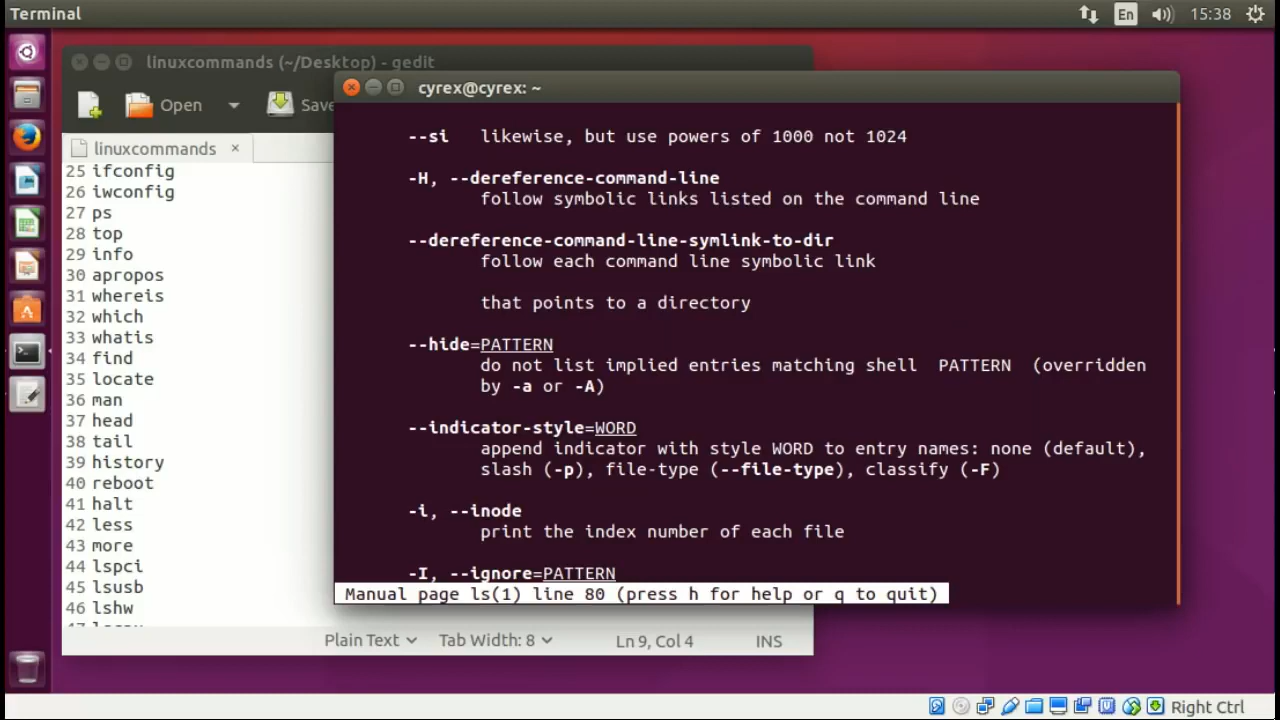 Terminal
En
15:38
linuxcommands (~/Desktop) - gedit
Open
Save
linuxcommands ×
25 ifconfig
26 iwconfig
27 ps
28 top
29 info
30 apropos
31 whereis
32 which
33 whatis
34 find
35 locate
36 man
37 head
38 tail
39 history
40 reboot
41 halt
42 less
43 more
44 lspci
45 lsusb
46 lshw
Plain Text
Tab Width: 8
Ln 9, Col 4
INS
cyrex@cyrex: ~
--si likewise, but use powers of 1000 not 1024
-H, --dereference-command-line
follow symbolic links listed on the command line
--dereference-command-line-symlink-to-dir
follow each command line symbolic link
that points to a directory
--hide=PATTERN
do not list implied entries matching shell PATTERN (overridden
by -a or -A)
--indicator-style=WORD
append indicator with style WORD to entry names: none (default),
slash (-p), file-type (--file-type), classify (-F)
-i, --inode
print the index number of each file
-I, --ignore=PATTERN
Manual page ls(1) line 80 (press h for help or q to quit)
Right Ctrl